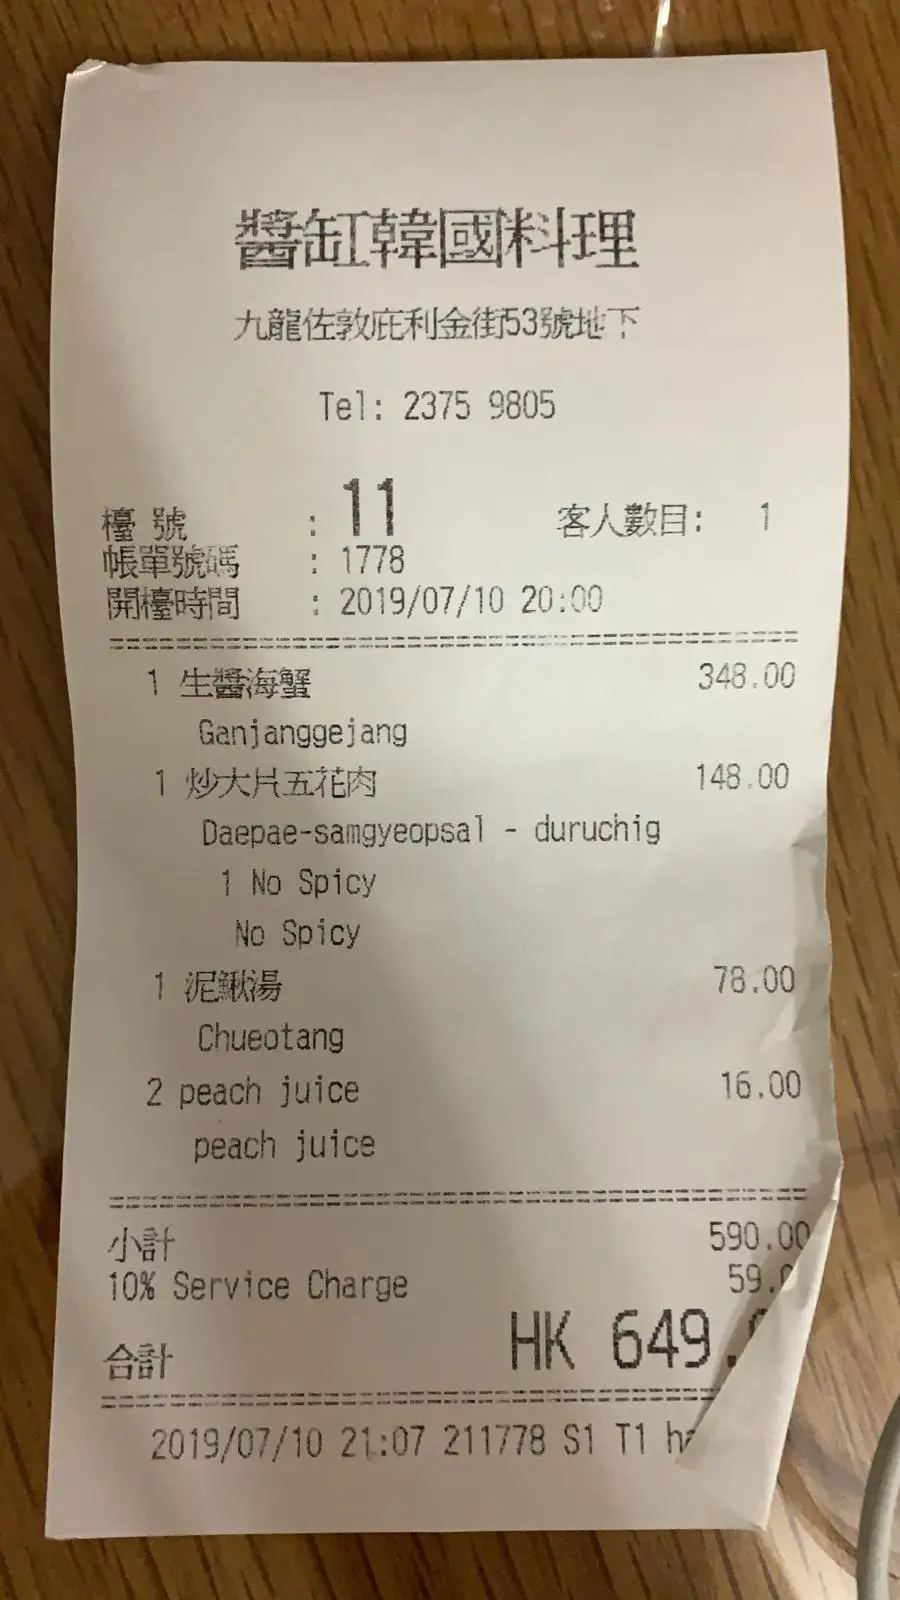 醬缸韓國料理
九龍佐敦庇利金街53號地下
Tel: 2375 9805
檯 號 : 11 客人數目: 1
帳單號碼 : 1778
開檯時間 : 2019/07/10 20:00
1 生醬海蟹 348.00
Ganjanggejang
1 炒大片五花肉 148.00
Daepae-samgyeopsal - duruchig
1 No Spicy
No Spicy
1 泥鰍湯 78.00
Chueotang
2 peach juice 16.00
peach juice
小計 590.00
10% Service Charge 59.0
合計 HK 649.
2019/07/10 21:07 211778 S1 T1